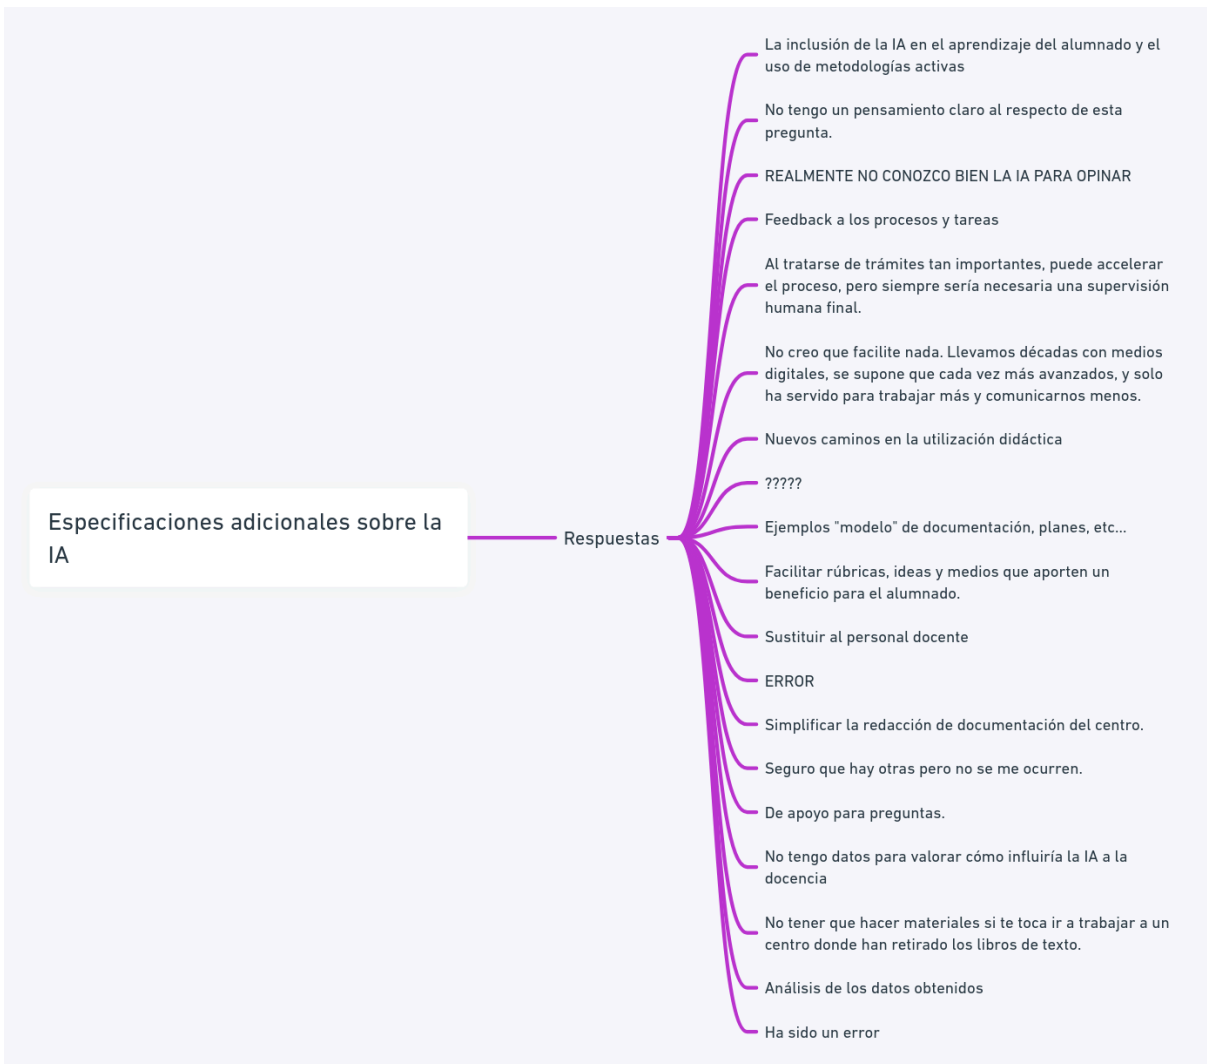 La inclusión de la IA en el aprendizaje del alumnado y el
uso de metodologías activas
No tengo un pensamiento claro al respecto de esta
pregunta.
REALMENTE NO CONOZCO BIEN LA IA PARA OPINAR
Feedback a los procesos y tareas
Al tratarse de trámites tan importantes, puede accelerar
el proceso, pero siempre sería necesaria una supervisión
humana final.
No creo que facilite nada. Llevamos décadas con medios
digitales, se supone que cada vez más avanzados, y solo
ha servido para trabajar más y comunicarnos menos.
Nuevos caminos en la utilización didáctica
?????
Especificaciones adicionales sobre la
IA
Respuestas
Ejemplos "modelo" de documentación, planes, etc...
Facilitar rúbricas, ideas y medios que aporten un
beneficio para el alumnado.
Sustituir al personal docente
ERROR
Simplificar la redacción de documentación del centro.
Seguro que hay otras pero no se me ocurren.
De apoyo para preguntas.
No tengo datos para valorar cómo influiría la IA a la
docencia
No tener que hacer materiales si te toca ir a trabajar a un
centro donde han retirado los libros de texto.
Análisis de los datos obtenidos
Ha sido un error